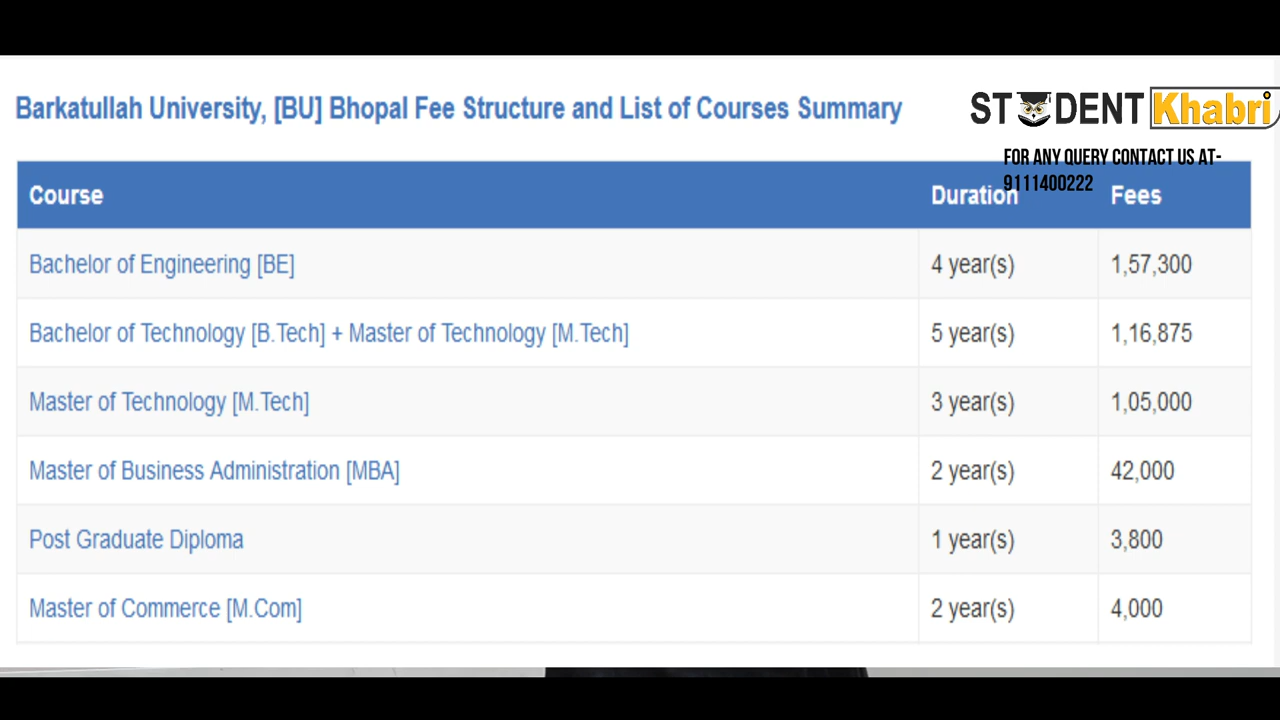 Barkatullah University, [BU] Bhopal Fee Structure and List of Courses Summary
STUDENT Khabri
FOR ANY QUERY CONTACT US AT-
9111400222
Course Duration Fees
Bachelor of Engineering [BE] 4 year(s) 1,57,300
Bachelor of Technology [B.Tech] + Master of Technology [M.Tech] 5 year(s) 1,16,875
Master of Technology [M.Tech] 3 year(s) 1,05,000
Master of Business Administration [MBA] 2 year(s) 42,000
Post Graduate Diploma 1 year(s) 3,800
Master of Commerce [M.Com] 2 year(s) 4,000